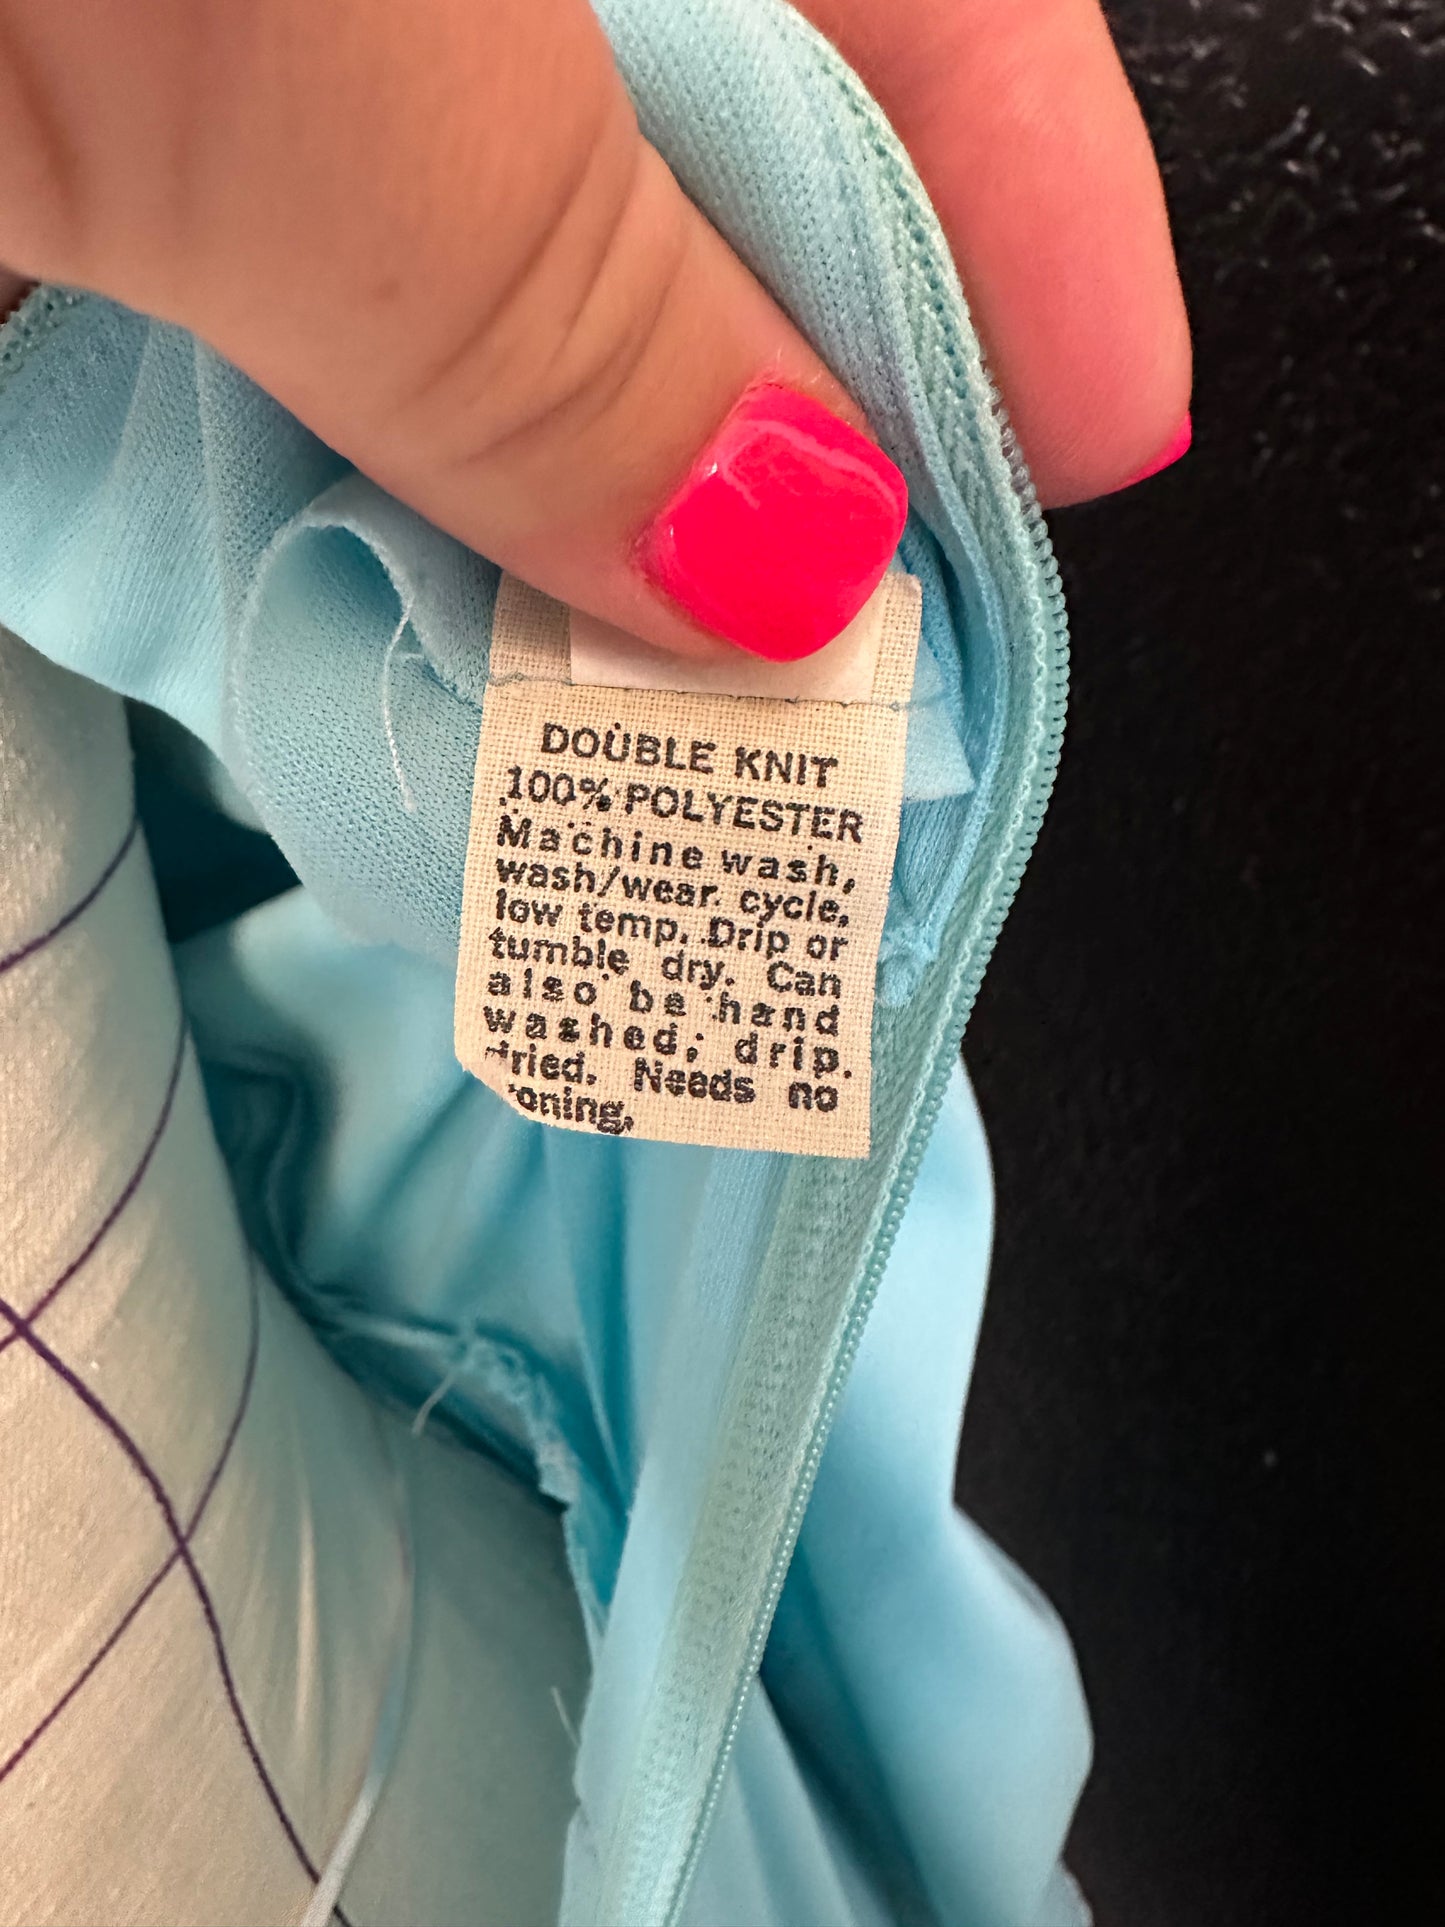 DOUBLE KNIT
100% POLYESTER
Machine wash,
wash/wear. cycle,
low temp. Drip or
tumble dry. Can
also be hand
washed; drip.
dried. Needs no
oning.